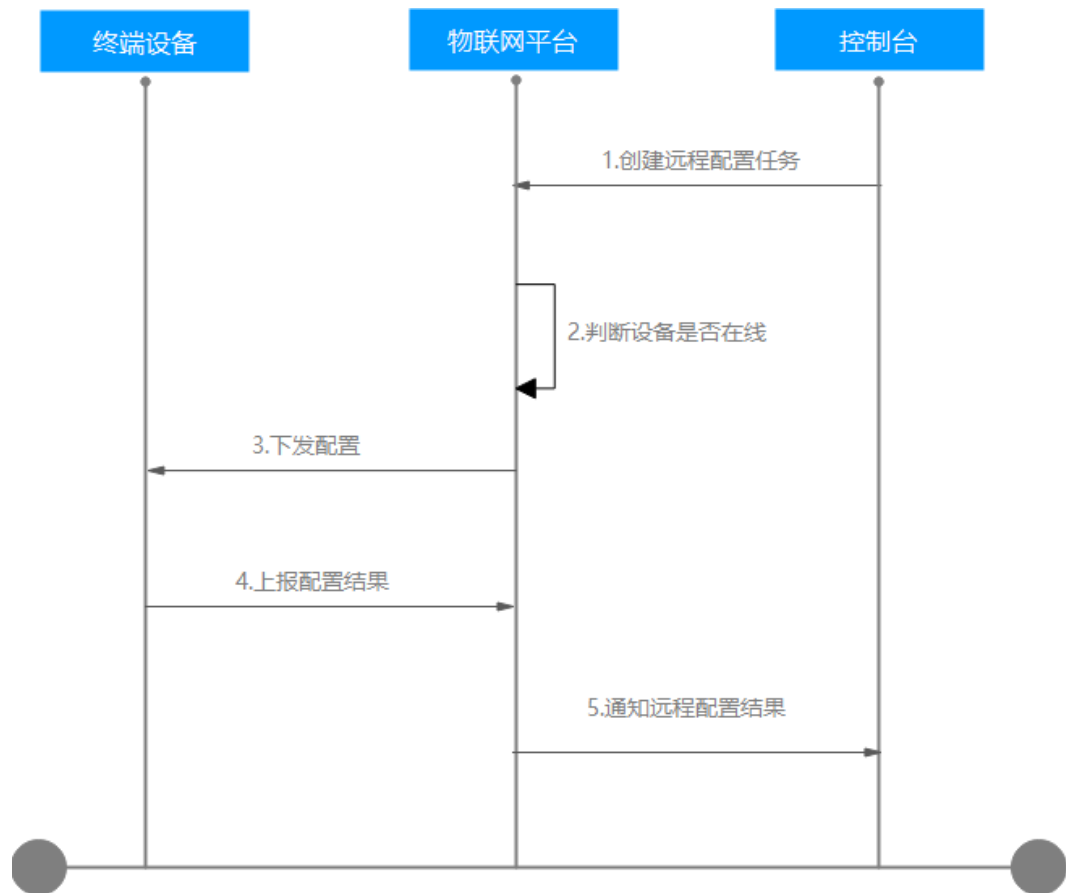 终端设备
物联网平台
控制台
1.创建远程配置任务
2.判断设备是否在线
3.下发配置
4.上报配置结果
5.通知远程配置结果